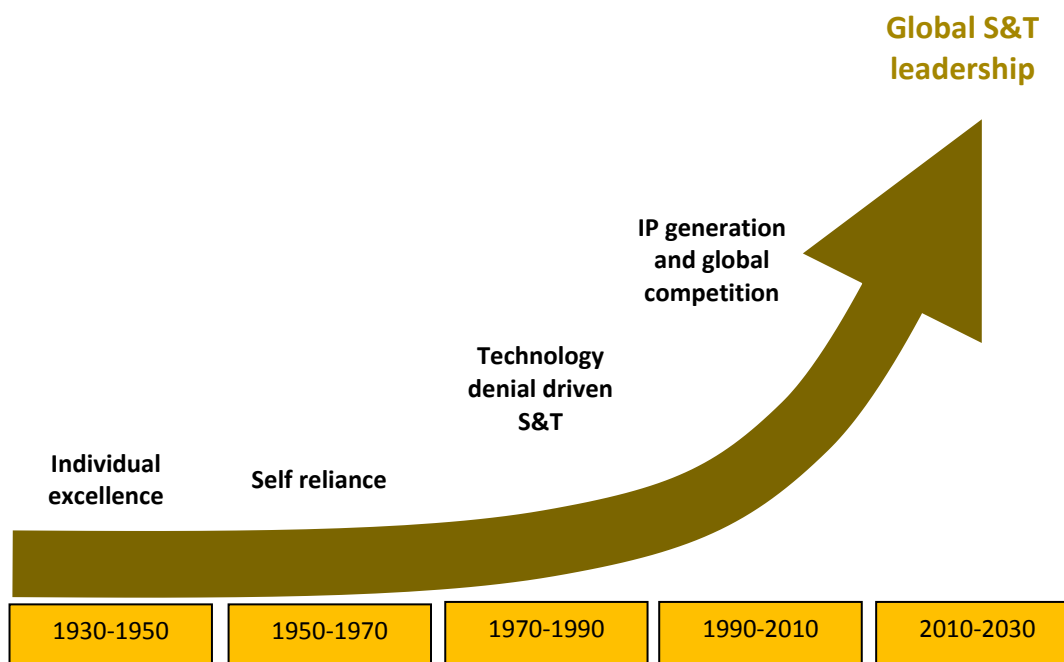 Global S&T
leadership
IP generation
and global
competition
Technology
denial driven
S&T
Individual
excellence
Self reliance
1930-1950
1950-1970
1970-1990
1990-2010
2010-2030